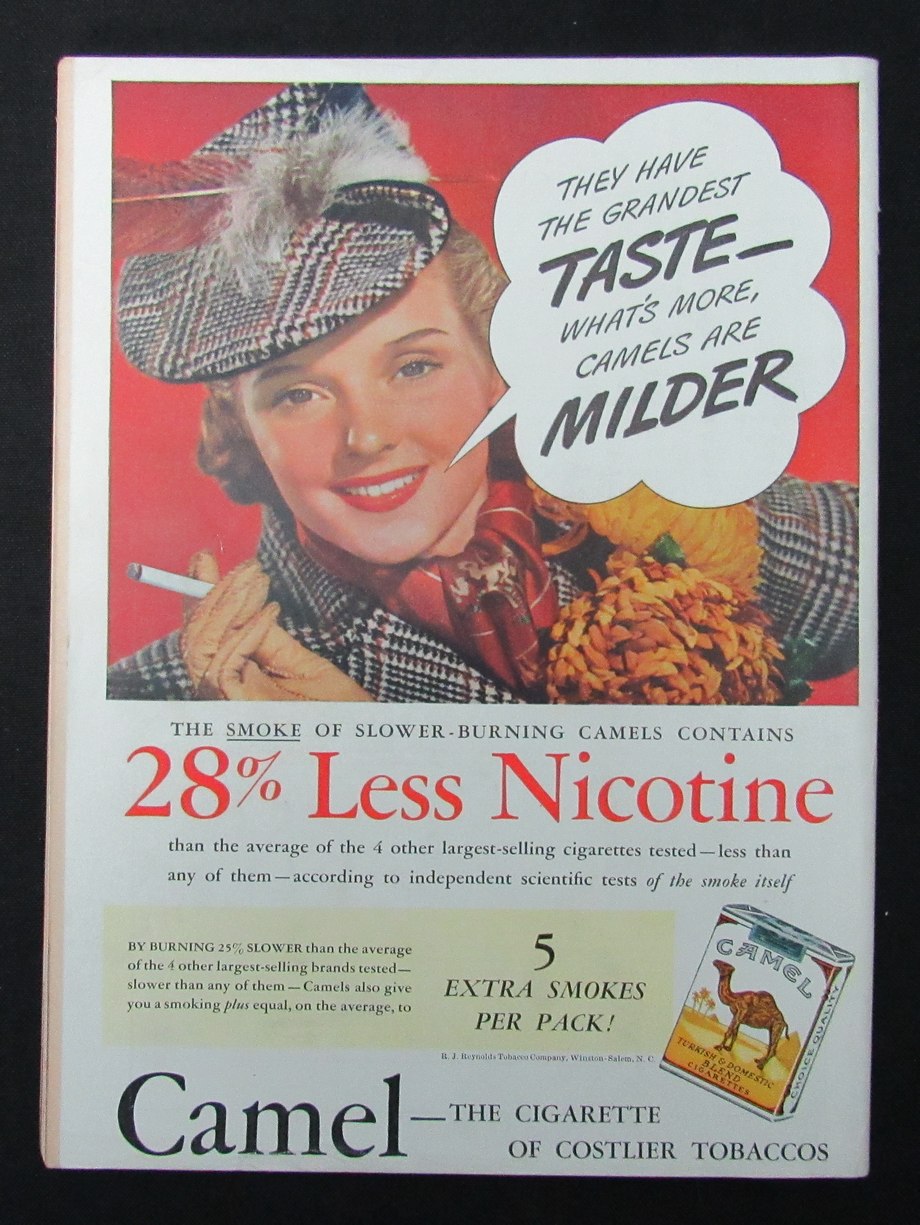 THEY HAVE
THE GRANDEST
TASTE—
WHAT'S MORE,
CAMELS ARE
MILDER
THE SMOKE OF SLOWER-BURNING CAMELS CONTAINS
28% Less Nicotine
than the average of the 4 other largest-selling cigarettes tested—less than
any of them—according to independent scientific tests of the smoke itself
BY BURNING 25% SLOWER than the average
of the 4 other largest-selling brands tested—
slower than any of them—Camels also give
you a smoking plus equal, on the average, to
5
EXTRA SMOKES
PER PACK!
CAMEL
TURKISH & DOMESTIC
BLEND
CIGARETTES
CHOICE QUALITY
R. J. Reynolds Tobacco Company, Winston-Salem, N. C.
Camel—THE CIGARETTE
OF COSTLIER TOBACCOS